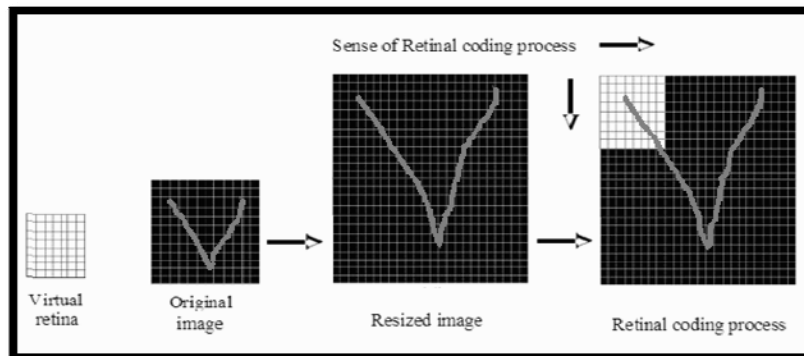 Sense of Retinal coding process
Virtual
retina
Original
image
Resized image
Retinal coding process